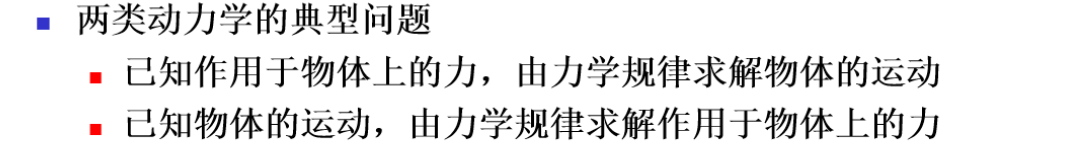 两类动力学的典型问题
已知作用于物体上的力，由力学规律求解物体的运动
已知物体的运动，由力学规律求解作用于物体上的力